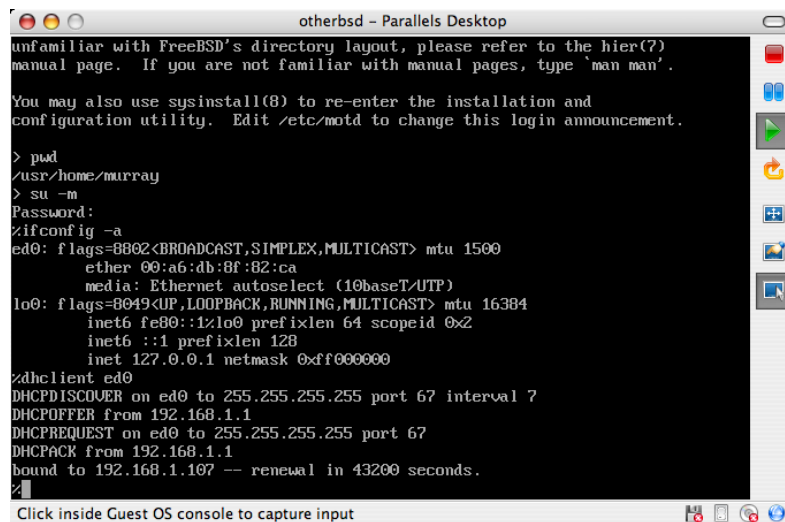 otherbsd – Parallels Desktop
unfamiliar with FreeBSD's directory layout, please refer to the hier(7)
manual page.  If you are not familiar with manual pages, type `man man'.
You may also use sysinstall(8) to re-enter the installation and
configuration utility.  Edit /etc/motd to change this login announcement.
> pwd
/usr/home/murray
> su -m
Password:
%ifconfig -a
ed0: flags=8802<BROADCAST,SIMPLEX,MULTICAST> mtu 1500
        ether 00:a6:db:8f:82:ca
        media: Ethernet autoselect (10baseT/UTP)
lo0: flags=8049<UP,LOOPBACK,RUNNING,MULTICAST> mtu 16384
        inet6 fe80::1%lo0 prefixlen 64 scopeid 0x2
        inet6 ::1 prefixlen 128
        inet 127.0.0.1 netmask 0xff000000
%dhclient ed0
DHCPDISCOVER on ed0 to 255.255.255.255 port 67 interval 7
DHCPOFFER from 192.168.1.1
DHCPREQUEST on ed0 to 255.255.255.255 port 67
DHCPACK from 192.168.1.1
bound to 192.168.1.107 -- renewal in 43200 seconds.
%
Click inside Guest OS console to capture input